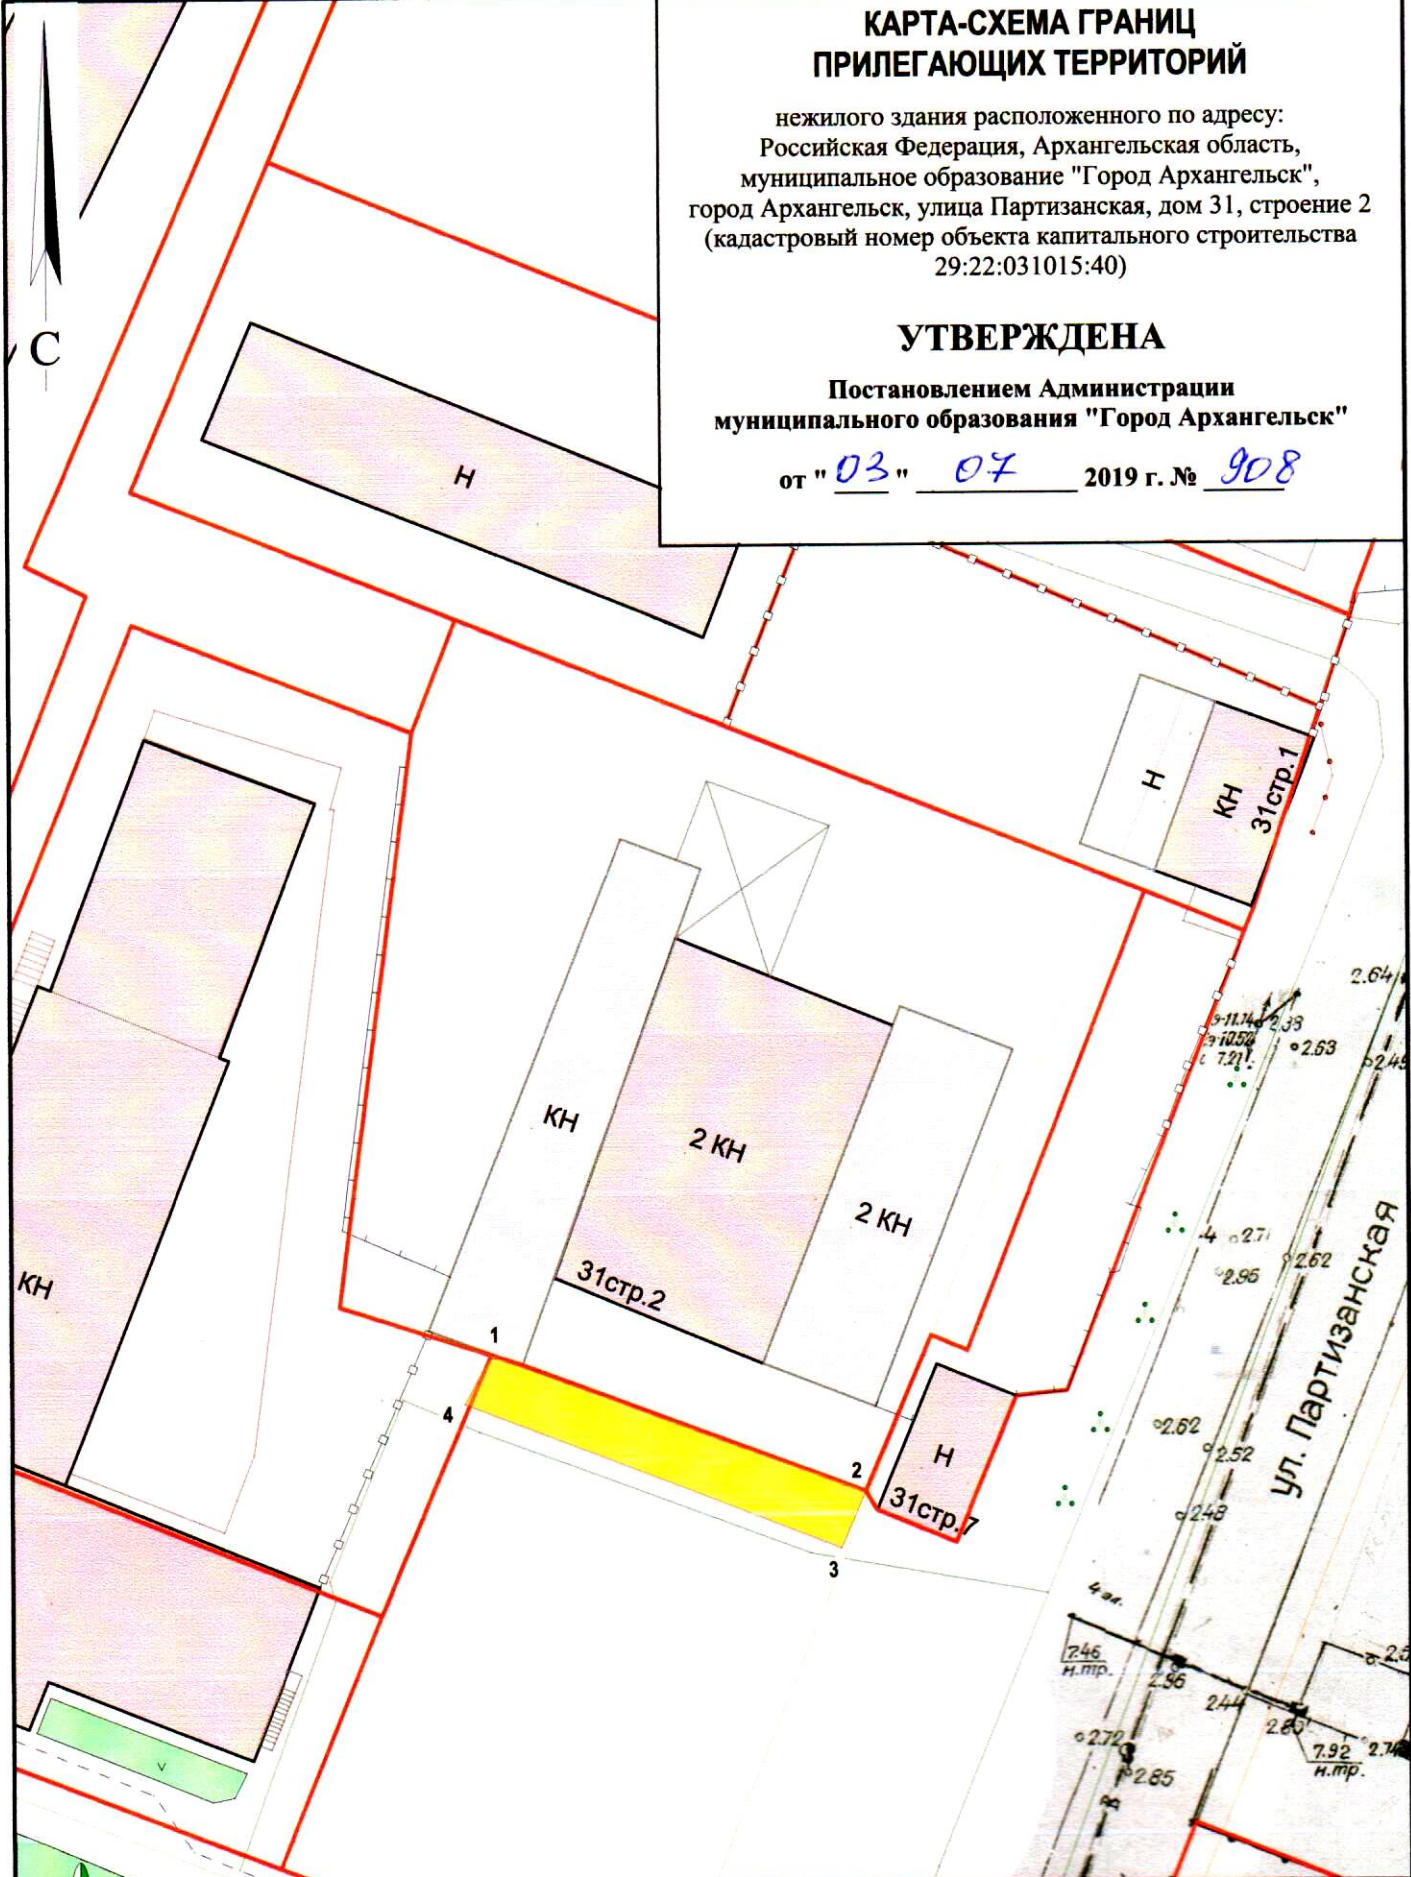 КАРТА-СХЕМА ГРАНИЦ
ПРИЛЕГАЮЩИХ ТЕРРИТОРИЙ
нежилого здания расположенного по адресу:
Российская Федерация, Архангельская область,
муниципальное образование "Город Архангельск",
город Архангельск, улица Партизанская, дом 31, строение 2
(кадастровый номер объекта капитального строительства
29:22:031015:40)
УТВЕРЖДЕНА
Постановлением Администрации
муниципального образования "Город Архангельск"
от "03" 07 2019 г. № 908
С
Н
Н
КН
31стр.1
2.64
2.63
КН
2 КН
2 КН
31стр.2
КН
2.62
2.95
ул. Партизанская
1
4
2
3
Н
31стр.7
2.62
2.52
2.48
7.46
н.тр.
2.96
2.44
2.80
2.72
2.85
7.92
н.тр.